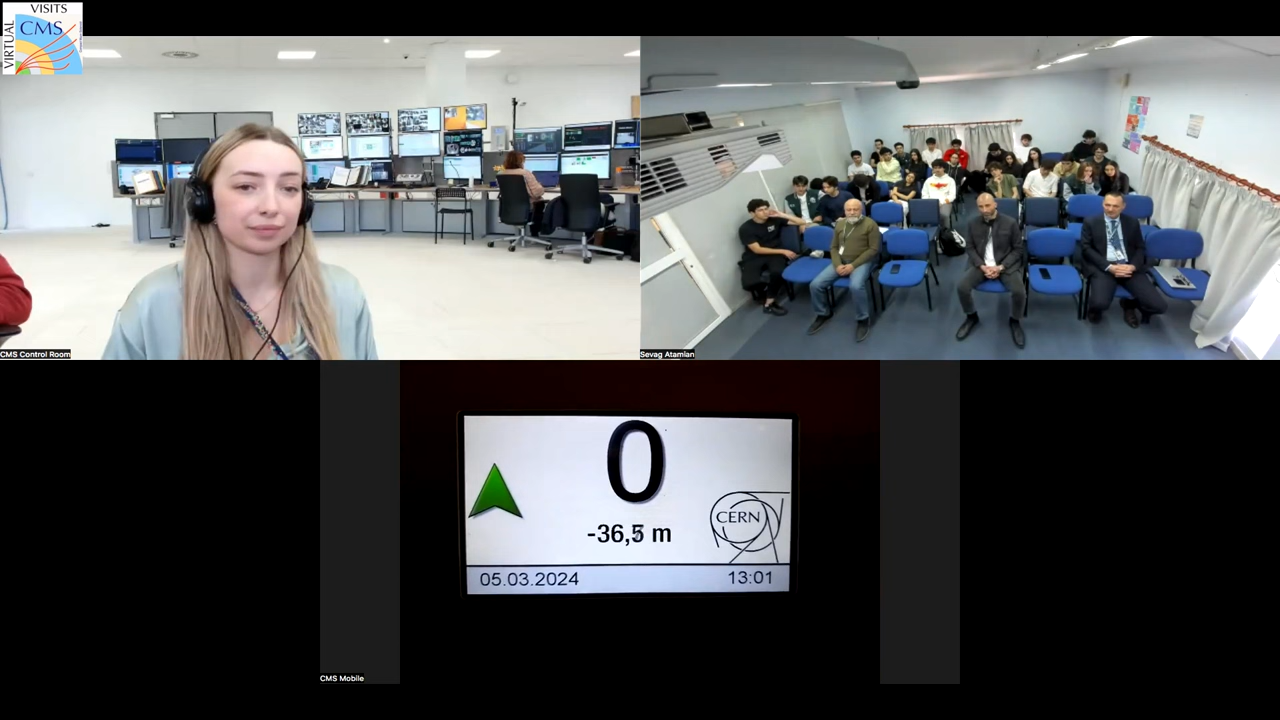 VISITS
VIRTUAL
CMS
CMS Control Room
Sevag Atamian
0
-36,5 m
CERN
05.03.2024
13:01
CMS Mobile